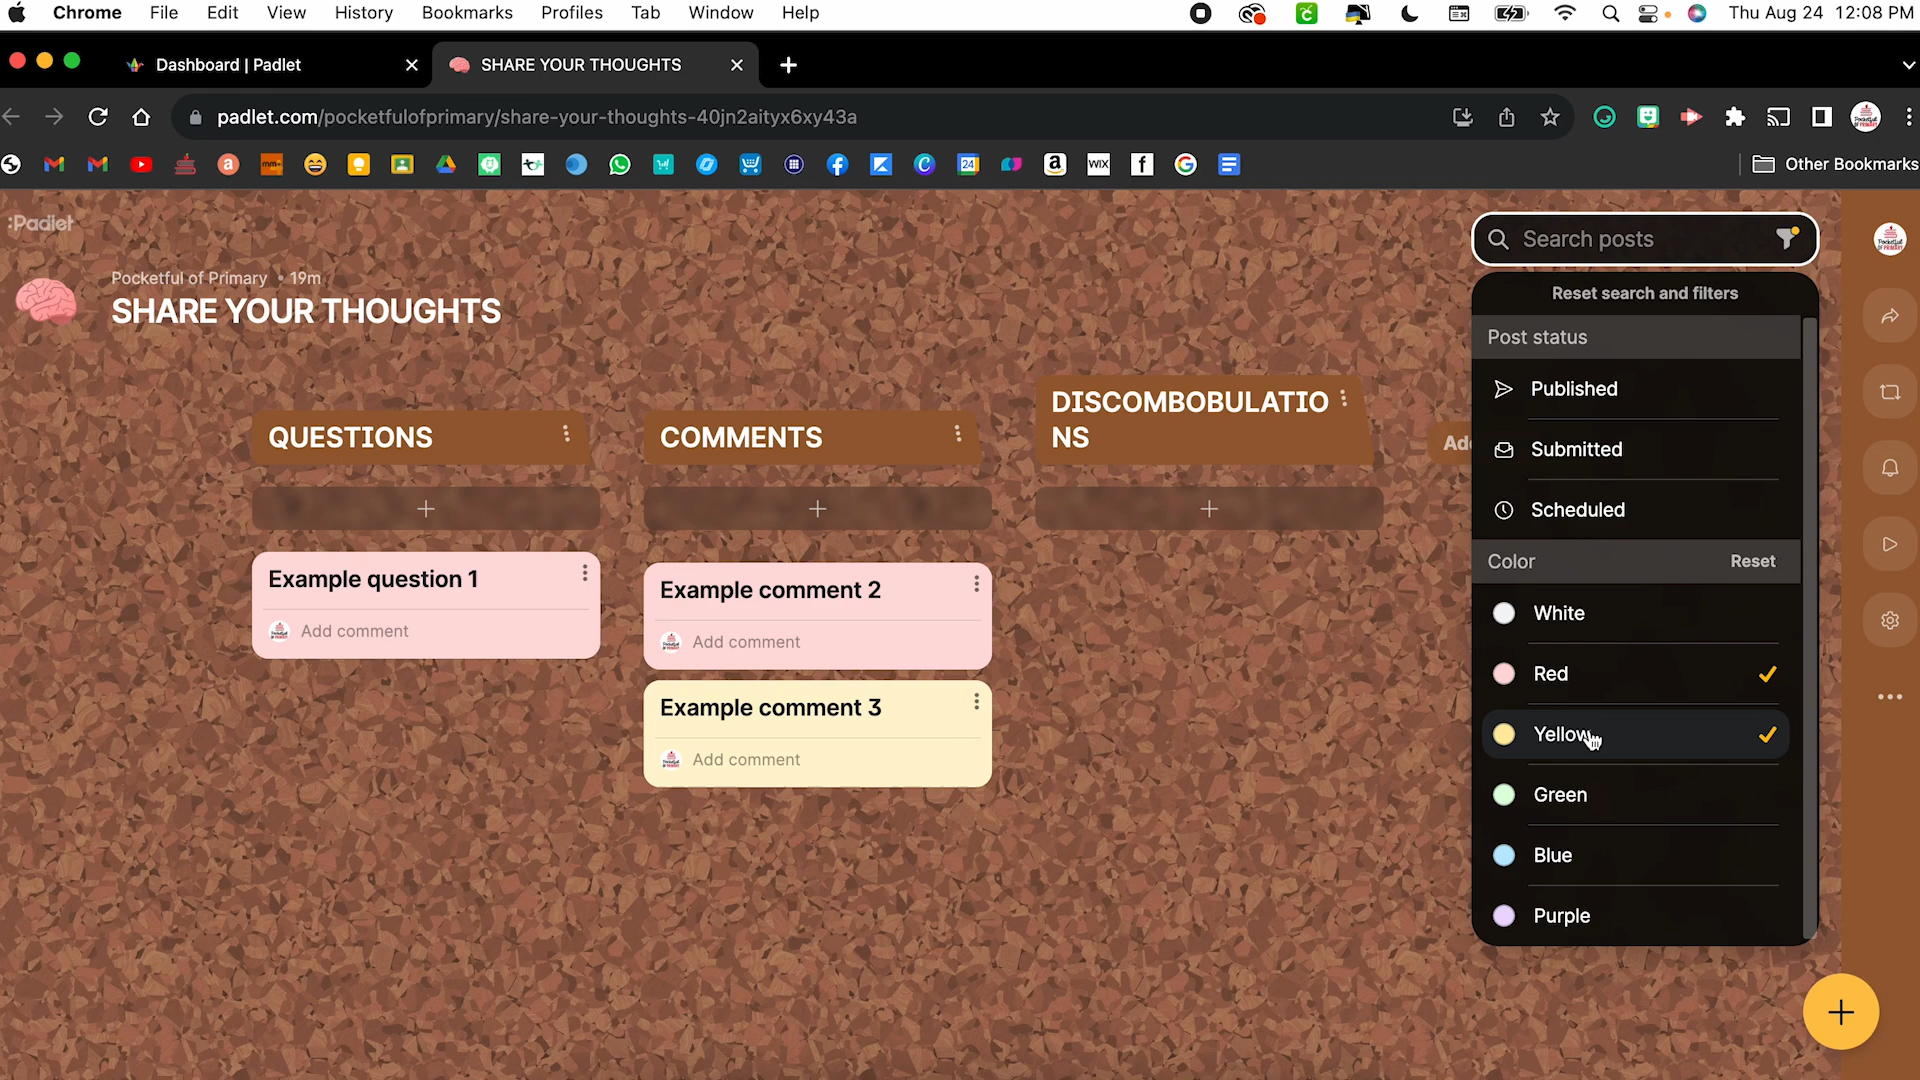 Chrome File Edit View History Bookmarks Profiles Tab Window Help Thu Aug 24 12:08 PM
Dashboard | Padlet SHARE YOUR THOUGHTS
padlet.com/pocketfulofprimary/share-your-thoughts-40jn2aityx6xy43a
Other Bookmarks
:Padlet
Search posts
Pocketful of Primary • 19m
SHARE YOUR THOUGHTS
Reset search and filters
Post status
Published
Submitted
Scheduled
Color Reset
White
Red
Yellow
Green
Blue
Purple
QUESTIONS
Example question 1
Add comment
COMMENTS
Example comment 2
Add comment
Example comment 3
Add comment
DISCOMBOBULATIO
NS